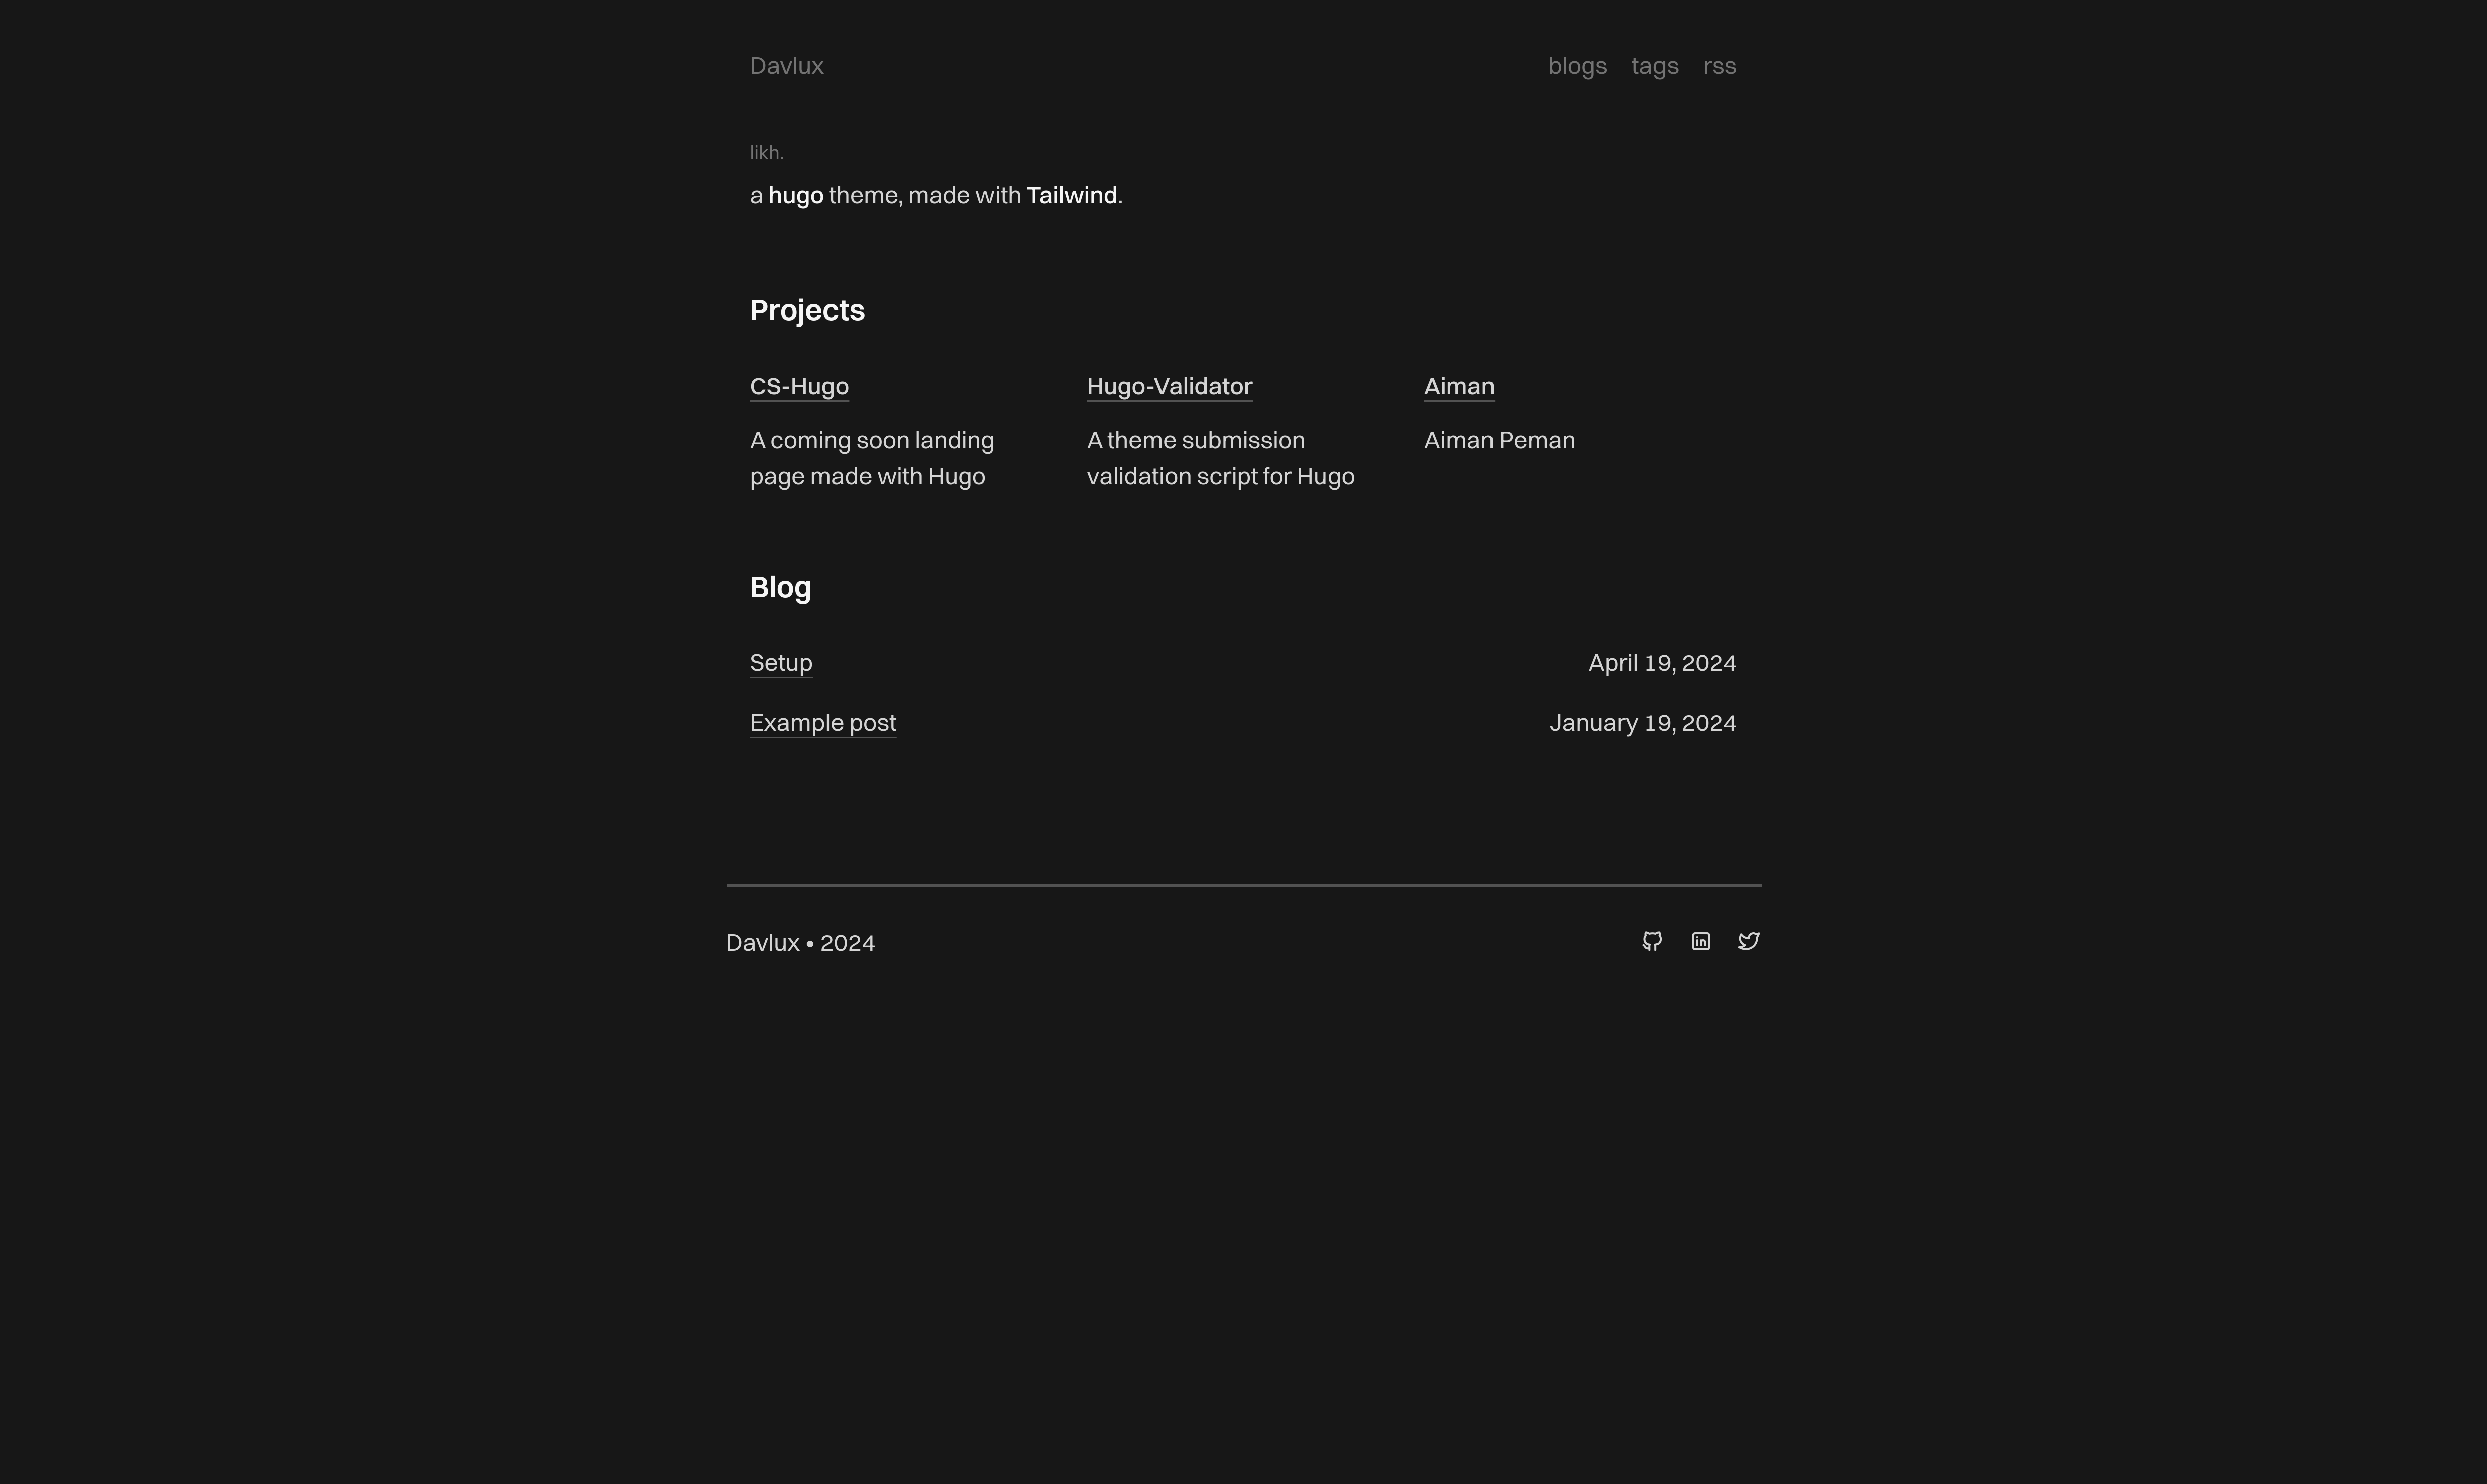 Davlux
blogs tags rss
likh.
a hugo theme, made with Tailwind.
Projects
CS-Hugo
A coming soon landing
page made with Hugo
Hugo-Validator
A theme submission
validation script for Hugo
Aiman
Aiman Peman
Blog
Setup April 19, 2024
Example post January 19, 2024
Davlux • 2024
in